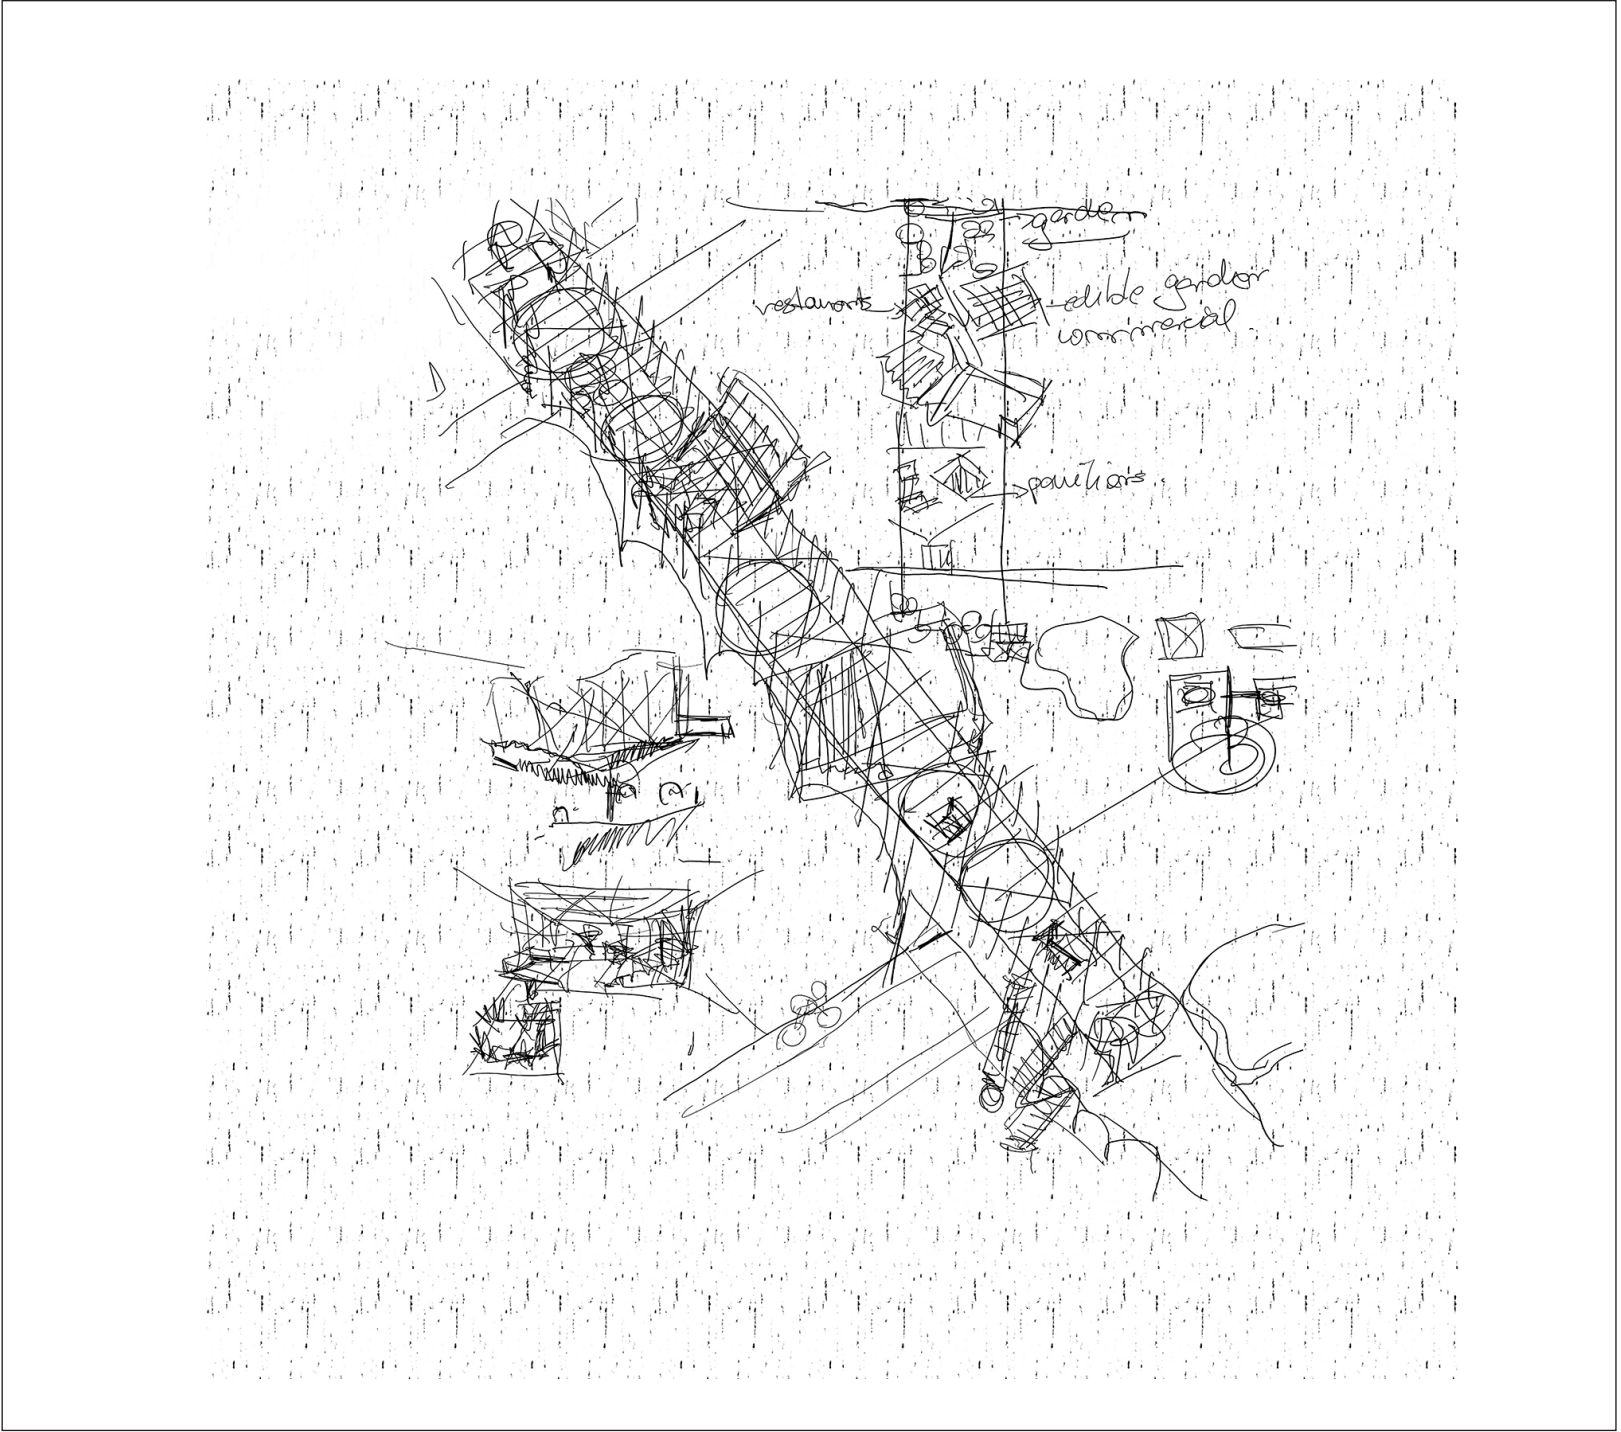 garden
restaurants
edible garden
commercial.
pavilions.